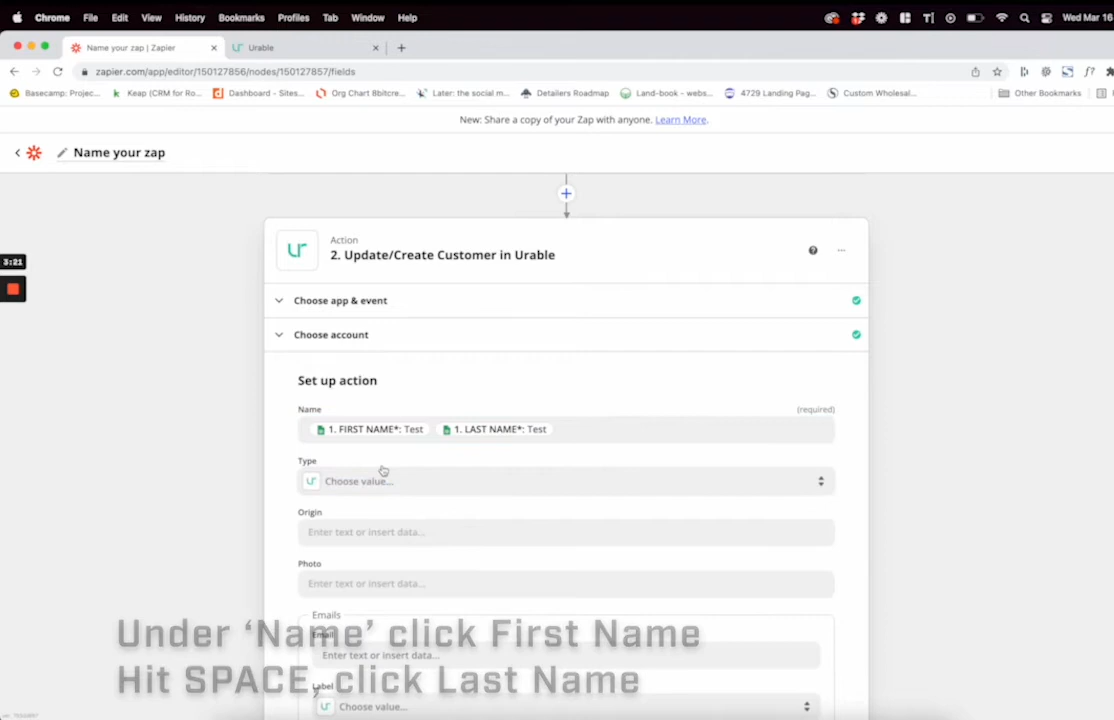 Chrome File Edit View History Bookmarks Profiles Tab Window Help Wed Mar 16
Name your zap | Zapier Urable
zapier.com/app/editor/150127856/nodes/150127857/fields
Basecamp: Projec... Keap (CRM for Ro... Dashboard - Sites... Org Chart 8bitcre... Later: the social m... Detailers Roadmap Land-book - webs... 4729 Landing Pag... Custom Wholesal... Other Bookmarks
New: Share a copy of your Zap with anyone. Learn More.
Name your zap
Action
2. Update/Create Customer in Urable
3:21
Choose app & event
Choose account
Set up action
Name (required)
1. FIRST NAME*: Test 1. LAST NAME*: Test
Type
Choose value...
Origin
Enter text or insert data...
Photo
Enter text or insert data...
Emails
Email
Enter text or insert data...
Label
Choose value...
Under ‘Name’ click First Name
Hit SPACE, click Last Name